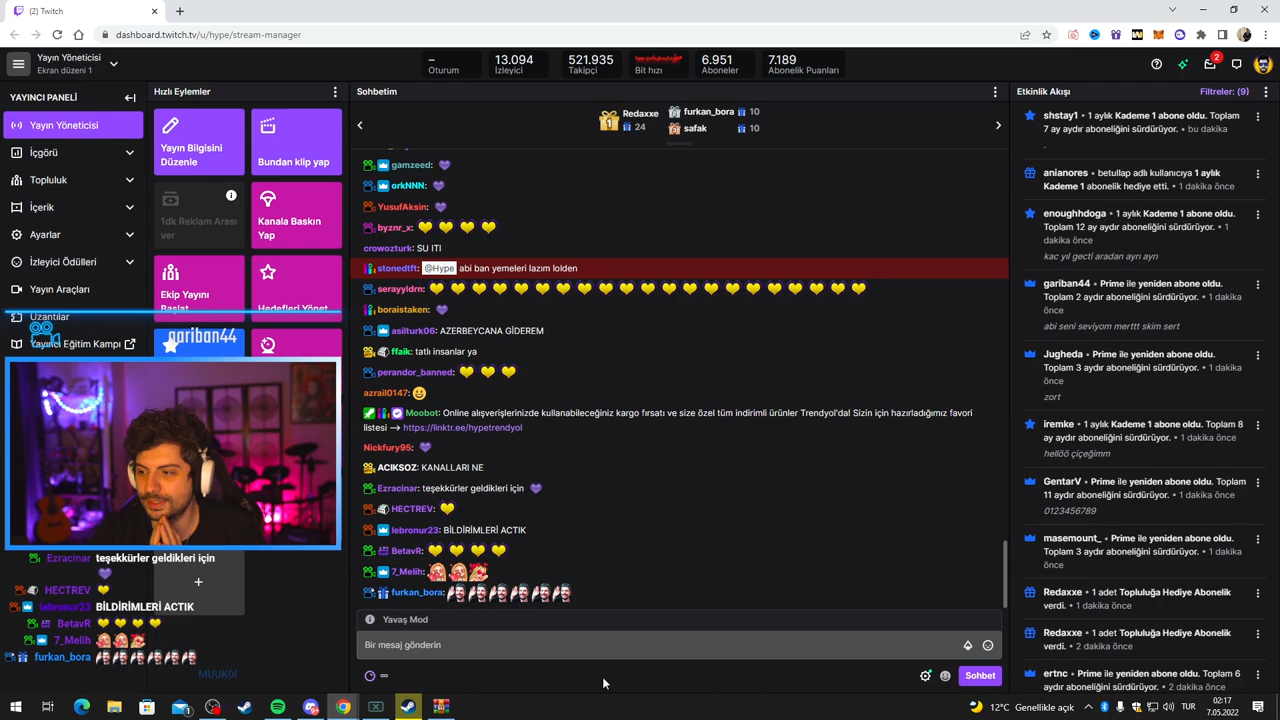 (2) Twitch
dashboard.twitch.tv/u/hype/stream-manager
Yayın Yöneticisi
Ekran düzeni 1
–
Oturum
13.094
İzleyici
521.935
Takipçi
Bit hızı
6.951
Aboneler
7.189
Abonelik Puanları
2
YAYINCI PANELİ
Yayın Yöneticisi
İçgörü
Topluluk
İçerik
Ayarlar
İzleyici Ödülleri
Yayın Araçları
Uzantılar
Yayıncı Eğitim Kampı
Hızlı Eylemler
Yayın Bilgisini
Düzenle
Bundan klip yap
1dk Reklam Arası
ver
Kanala Baskın
Yap
Ekip Yayını
Başlat
Hedefleri Yönet
gariban44
Ezracinar teşekkürler geldikleri için
HECTREV
lebronur23 BİLDİRİMLERİ ACTIK
BetavR
7_Melih
furkan_bora
Sohbetim
1 Redaxxe 24
2 furkan_bora 10
3 safak 10
gamzeed:
orkNNN:
YusufAksin:
byznr_x:
crowozturk: SU ITI
stonedtft: @Hype abi ban yemeleri lazım lolden
serayyldrn:
boraistaken:
asilturk06: AZERBEYCANA GİDEREM
ffaik: tatlı insanlar ya
perandor_banned:
azrail0147:
Moobot: Online alışverişlerinizde kullanabileceğiniz kargo fırsatı ve size özel tüm indirimli ürünler Trendyol'da! Sizin için hazırladığımız favori
listesi —> https://linktr.ee/hypetrendyol
Nickfury95:
ACIKSOZ: KANALLARI NE
Ezracinar: teşekkürler geldikleri için
HECTREV:
lebronur23: BİLDİRİMLERİ ACTIK
BetavR:
7_Melih:
furkan_bora:
Yavaş Mod
Bir mesaj gönderin
Sohbet
Etkinlik Akışı
Filtreler: (9)
shstay1 • 1 aylık Kademe 1 abone oldu. Toplam
7 ay aydır aboneliğini sürdürüyor. • bu dakika
.
anianores • betullap adlı kullanıcıya 1 aylık
Kademe 1 abonelik hediye etti. • 1 dakika önce
enoughhdoga • 1 aylık Kademe 1 abone oldu.
Toplam 12 ay aydır aboneliğini sürdürüyor. • 1
dakika önce
kac yıl gecti aradan ayrı ayrı
gariban44 • Prime ile yeniden abone oldu.
Toplam 2 aydır aboneliğini sürdürüyor. • 1 dakika
önce
abi seni seviyom merttt skim sert
Jugheda • Prime ile yeniden abone oldu.
Toplam 3 aydır aboneliğini sürdürüyor. • 1 dakika
önce
zort
iremke • 1 aylık Kademe 1 abone oldu. Toplam 8
ay aydır aboneliğini sürdürüyor. • 1 dakika önce
hellöö çiçeğimm
GentarV • Prime ile yeniden abone oldu. Toplam
11 aydır aboneliğini sürdürüyor. • 1 dakika önce
0123456789
masemount_ • Prime ile yeniden abone oldu.
Toplam 3 aydır aboneliğini sürdürüyor. • 1 dakika
önce
Redaxxe • 1 adet Topluluğa Hediye Abonelik
verdi. • 1 dakika önce
Redaxxe • 1 adet Topluluğa Hediye Abonelik
verdi. • 2 dakika önce
ertnc • Prime ile yeniden abone oldu. Toplam 6
ay aydır aboneliğini sürdürüyor. • 2 dakika
12°C Genellikle açık
TUR
02:17
7.05.2022